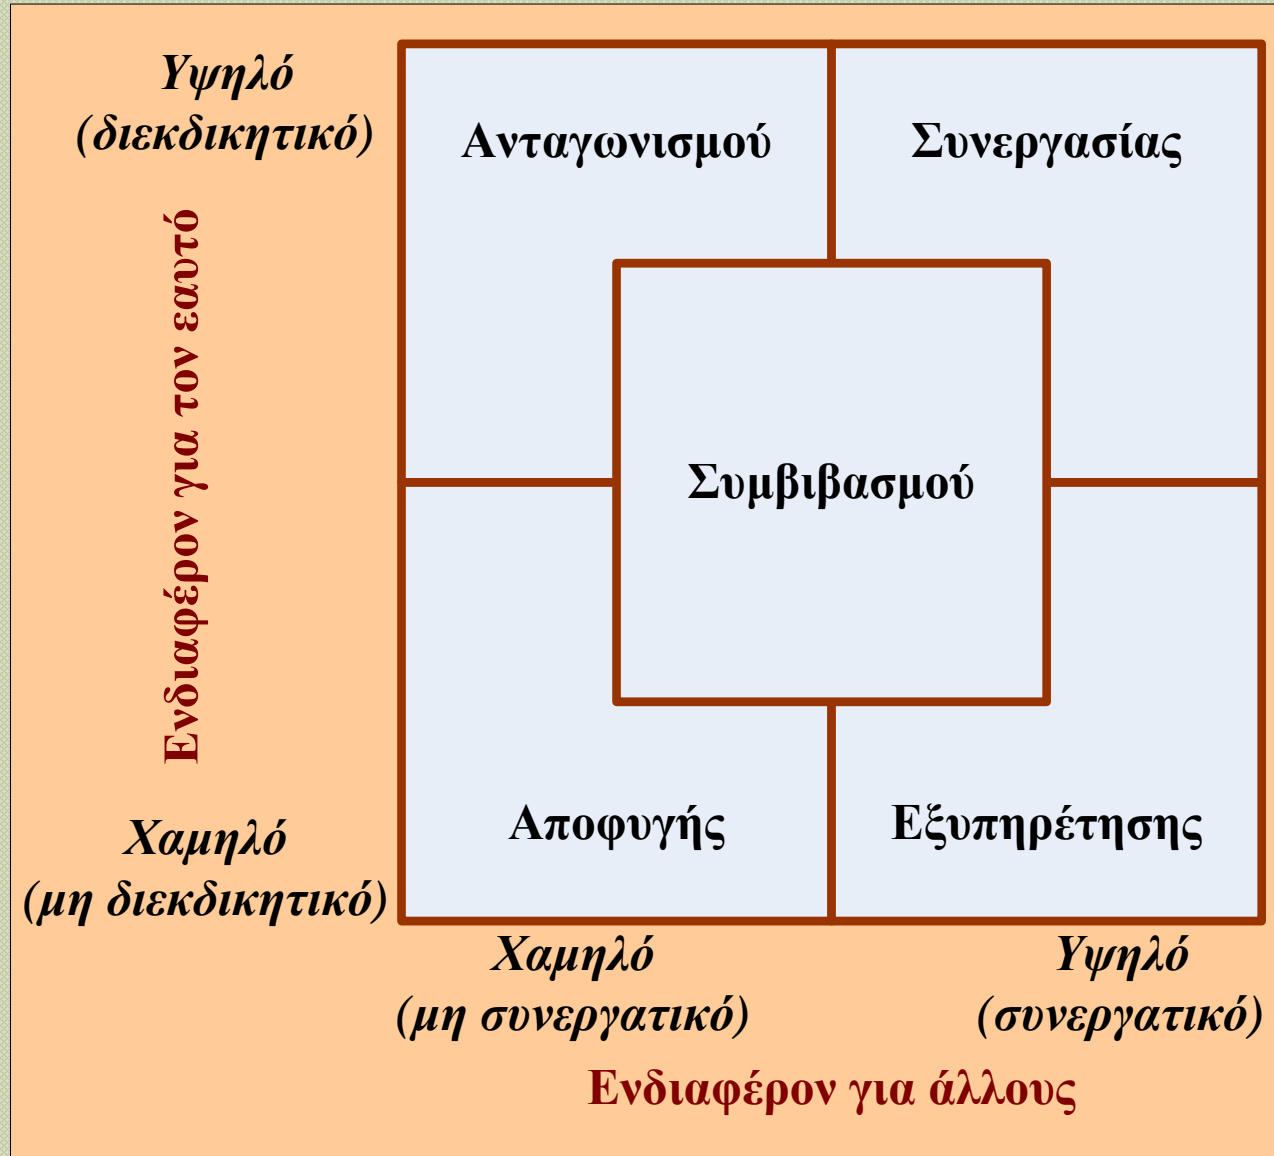 Υψηλό
(διεκδικητικό)
Ανταγωνισμού
Συνεργασίας
Ενδιαφέρον για τον εαυτό
Συμβιβασμού
Χαμηλό
(μη διεκδικητικό)
Αποφυγής
Εξυπηρέτησης
Χαμηλό
(μη συνεργατικό)
Υψηλό
(συνεργατικό)
Ενδιαφέρον για άλλους